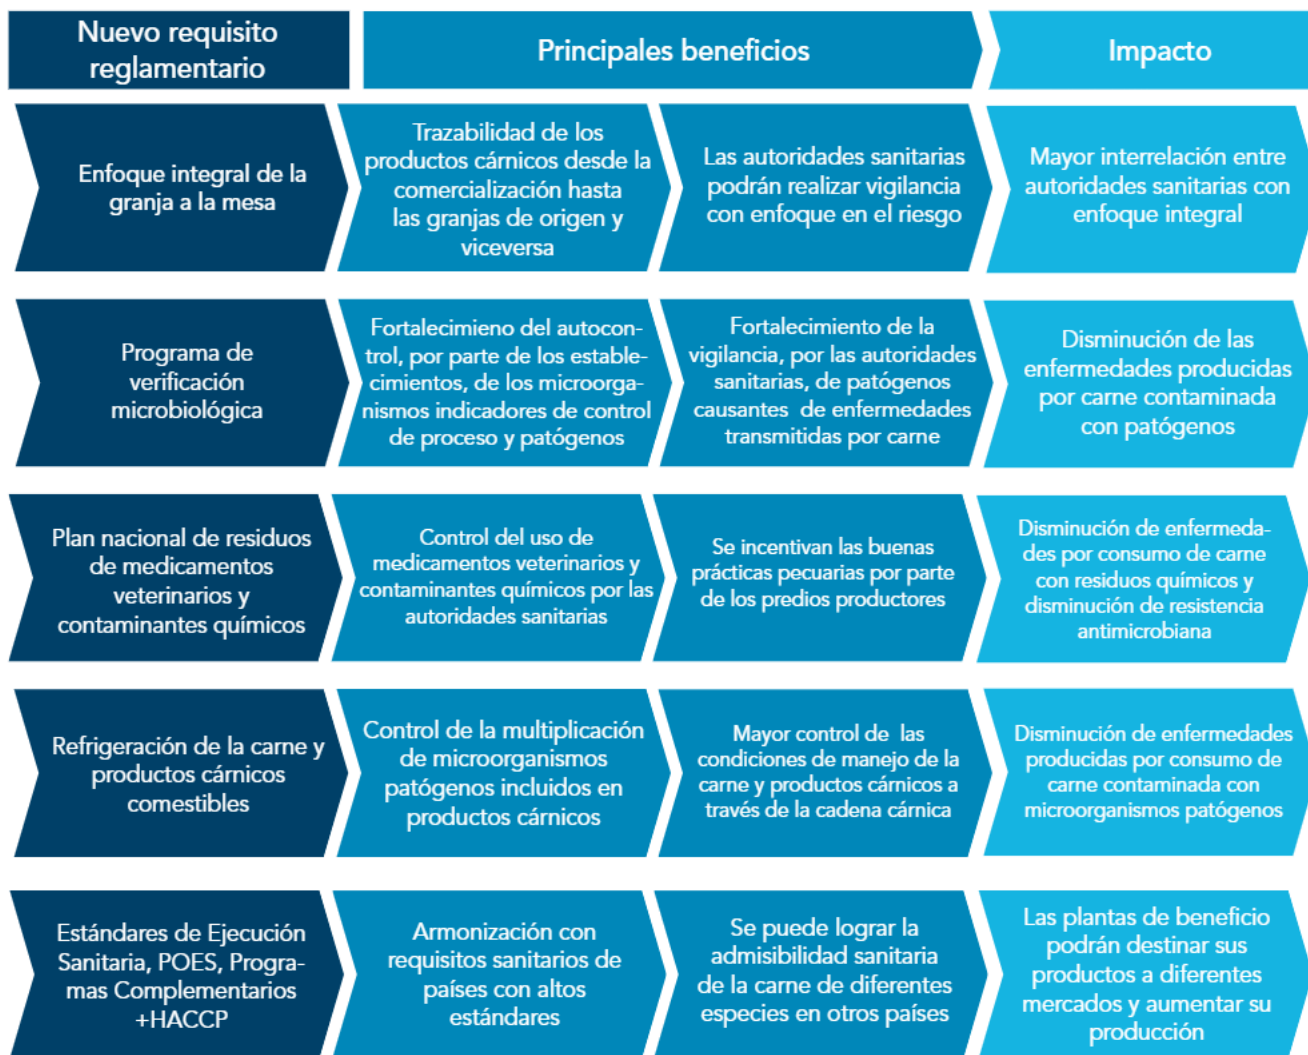 Nuevo requisito
reglamentario
Principales beneficios
Impacto
Enfoque integral de la
granja a la mesa
Trazabilidad de los
productos cárnicos desde la
comercialización hasta
las granjas de origen y
viceversa
Las autoridades sanitarias
podrán realizar vigilancia
con enfoque en el riesgo
Mayor interrelación entre
autoridades sanitarias con
enfoque integral
Programa de
verificación
microbiológica
Fortalecimieno del autocon-
trol, por parte de los estable-
cimientos, de los microorga-
nismos indicadores de control
de proceso y patógenos
Fortalecimiento de la
vigilancia, por las autoridades
sanitarias, de patógenos
causantes de enfermedades
transmitidas por carne
Disminución de las
enfermedades producidas
por carne contaminada
con patógenos
Plan nacional de residuos
de medicamentos
veterinarios y
contaminantes químicos
Control del uso de
medicamentos veterinarios y
contaminantes químicos por las
autoridades sanitarias
Se incentivan las buenas
prácticas pecuarias por parte
de los predios productores
Disminución de enfermeda-
des por consumo de carne
con residuos químicos y
disminución de resistencia
antimicrobiana
Refrigeración de la carne y
productos cárnicos
comestibles
Control de la multiplicación
de microorganismos
patógenos incluidos en
productos cárnicos
Mayor control de las
condiciones de manejo de la
carne y productos cárnicos a
través de la cadena cárnica
Disminución de enfermedades
producidas por consumo de
carne contaminada con
microorganismos patógenos
Estándares de Ejecución
Sanitaria, POES, Progra-
mas Complementarios
+HACCP
Armonización con
requisitos sanitarios de
países con altos
estándares
Se puede lograr la
admisibilidad sanitaria
de la carne de diferentes
especies en otros países
Las plantas de beneficio
podrán destinar sus
productos a diferentes
mercados y aumentar su
producción